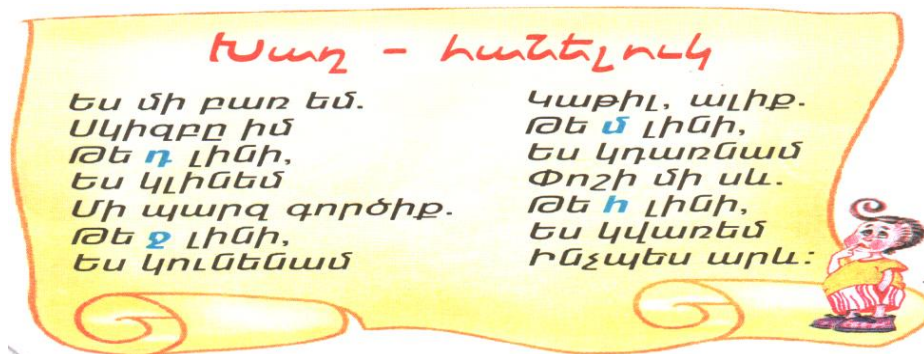 Խաղ - հանելուկ
Ես մի բառ եմ.
Սկիզբը իմ
Թե դ լինի,
Ես կլինեմ
Մի պարզ գործիք.
Թե ջ լինի,
Ես կունենամ
Կաթիլ, ալիք.
Թե մ լինի,
Ես կդառնամ
Փոշի մի սև.
Թե հ լինի,
Ես կվառեմ
Ինչպես արև: